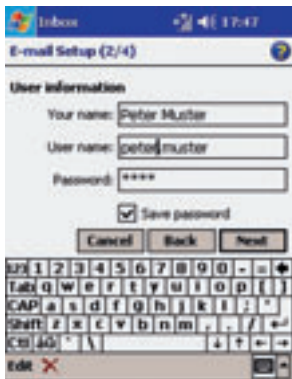 Inbox 17:47
E-mail Setup (2/4)
User information
Your name: Peter Muster
User name: peter.muster
Password: ****
Save password
Cancel Back Next
123 1 2 3 4 5 6 7 8 9 0 - =
Tab q w e r t y u i o p [ ]
CAP a s d f g h j k l ; '
Shift z x c v b n m , . /
Ctl áü ` \
Edit